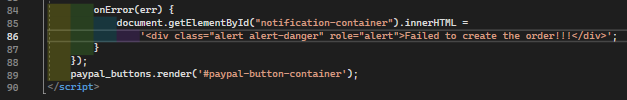 84 onError(err) {
85 document.getElementById("notification-container").innerHTML =
86 '<div class="alert alert-danger" role="alert">Failed to create the order!!!</div>';
87 }
88 });
89 paypal_buttons.render('#paypal-button-container');
90 </script>